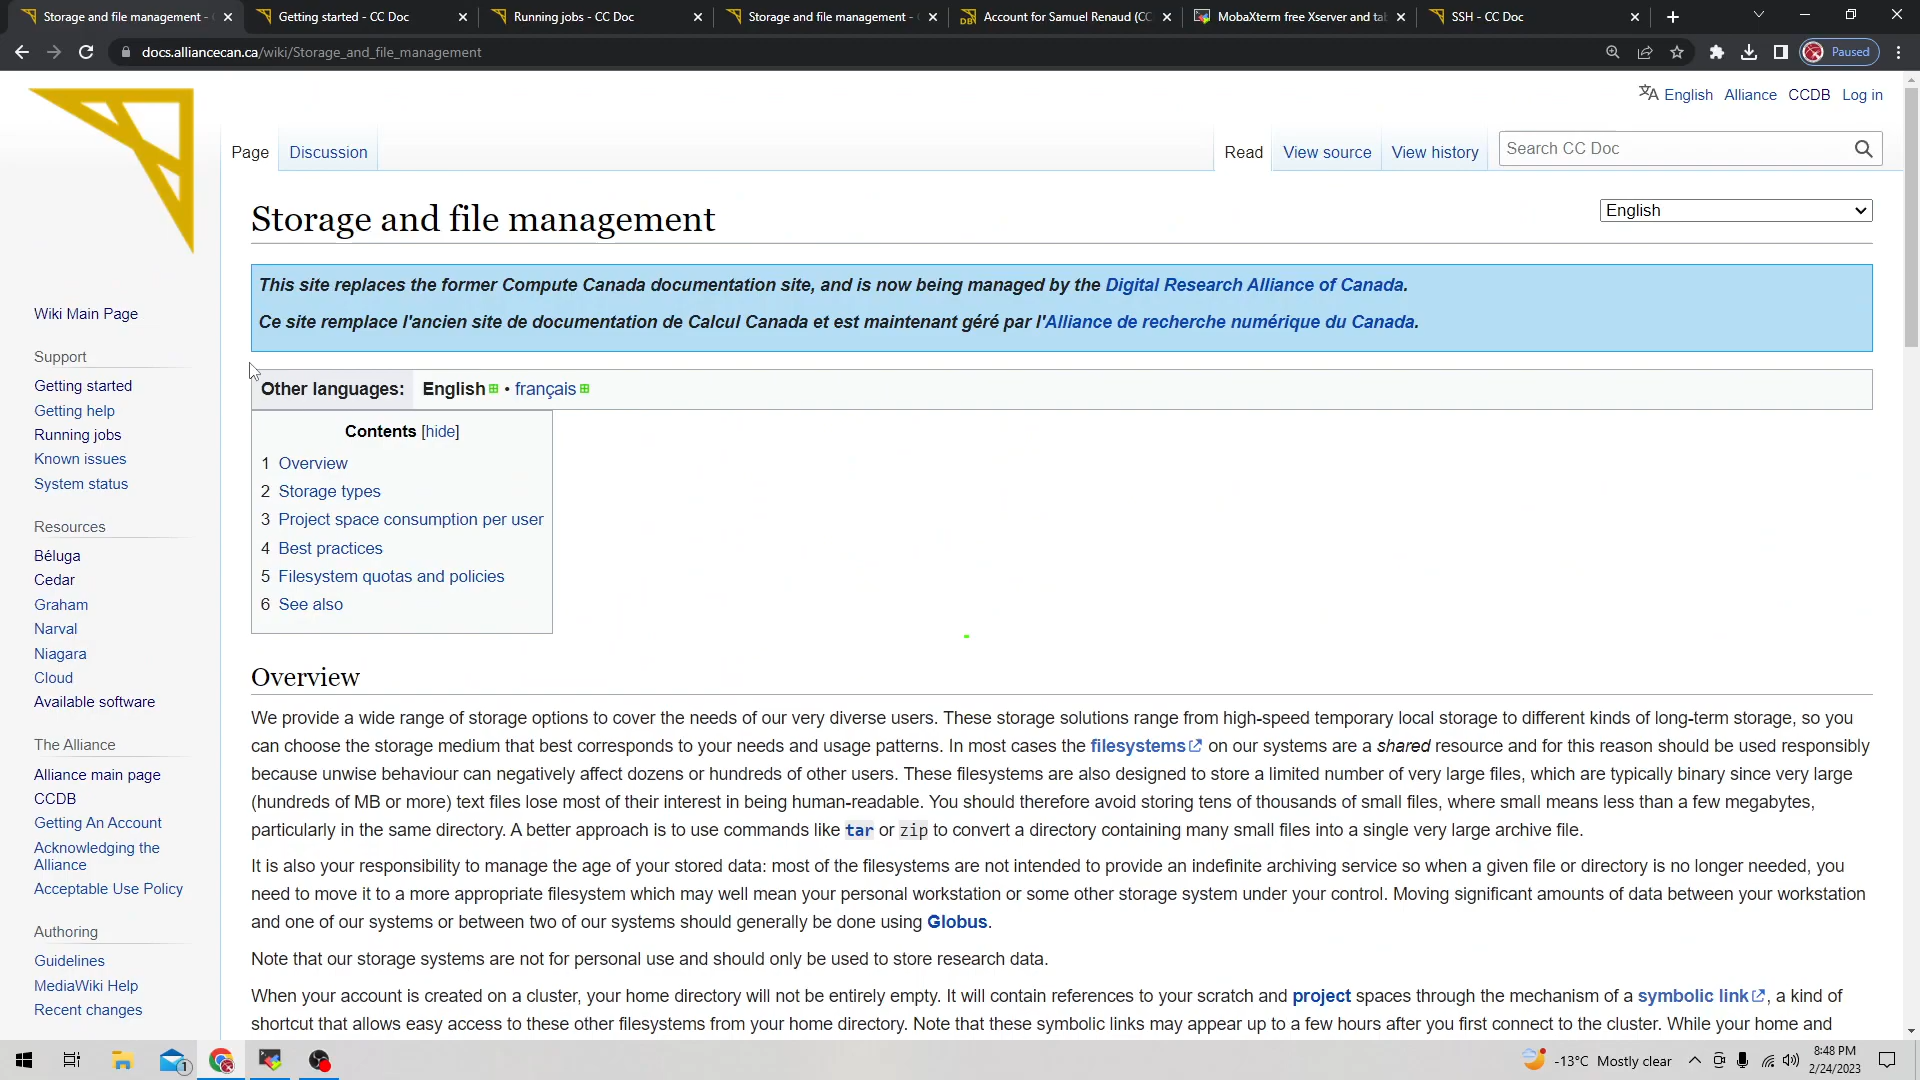 Storage and file management -
Getting started - CC Doc
Running jobs - CC Doc
Storage and file management -
Account for Samuel Renaud (CC
MobaXterm free Xserver and tab
SSH - CC Doc
docs.alliancecan.ca/wiki/Storage_and_file_management
Paused
English Alliance CCDB Log in
Page Discussion Read View source View history Search CC Doc
Storage and file management
English
This site replaces the former Compute Canada documentation site, and is now being managed by the Digital Research Alliance of Canada.
Ce site remplace l'ancien site de documentation de Calcul Canada et est maintenant géré par l'Alliance de recherche numérique du Canada.
Other languages: English • français
Contents [hide]
1 Overview
2 Storage types
3 Project space consumption per user
4 Best practices
5 Filesystem quotas and policies
6 See also
Wiki Main Page
Support
Getting started
Getting help
Running jobs
Known issues
System status
Resources
Béluga
Cedar
Graham
Narval
Niagara
Cloud
Available software
The Alliance
Alliance main page
CCDB
Getting An Account
Acknowledging the
Alliance
Acceptable Use Policy
Authoring
Guidelines
MediaWiki Help
Recent changes
Overview
We provide a wide range of storage options to cover the needs of our very diverse users. These storage solutions range from high-speed temporary local storage to different kinds of long-term storage, so you
can choose the storage medium that best corresponds to your needs and usage patterns. In most cases the filesystems on our systems are a shared resource and for this reason should be used responsibly
because unwise behaviour can negatively affect dozens or hundreds of other users. These filesystems are also designed to store a limited number of very large files, which are typically binary since very large
(hundreds of MB or more) text files lose most of their interest in being human-readable. You should therefore avoid storing tens of thousands of small files, where small means less than a few megabytes,
particularly in the same directory. A better approach is to use commands like tar or zip to convert a directory containing many small files into a single very large archive file.
It is also your responsibility to manage the age of your stored data: most of the filesystems are not intended to provide an indefinite archiving service so when a given file or directory is no longer needed, you
need to move it to a more appropriate filesystem which may well mean your personal workstation or some other storage system under your control. Moving significant amounts of data between your workstation
and one of our systems or between two of our systems should generally be done using Globus.
Note that our storage systems are not for personal use and should only be used to store research data.
When your account is created on a cluster, your home directory will not be entirely empty. It will contain references to your scratch and project spaces through the mechanism of a symbolic link, a kind of
shortcut that allows easy access to these other filesystems from your home directory. Note that these symbolic links may appear up to a few hours after you first connect to the cluster. While your home and
1
-13°C Mostly clear
8:48 PM
2/24/2023